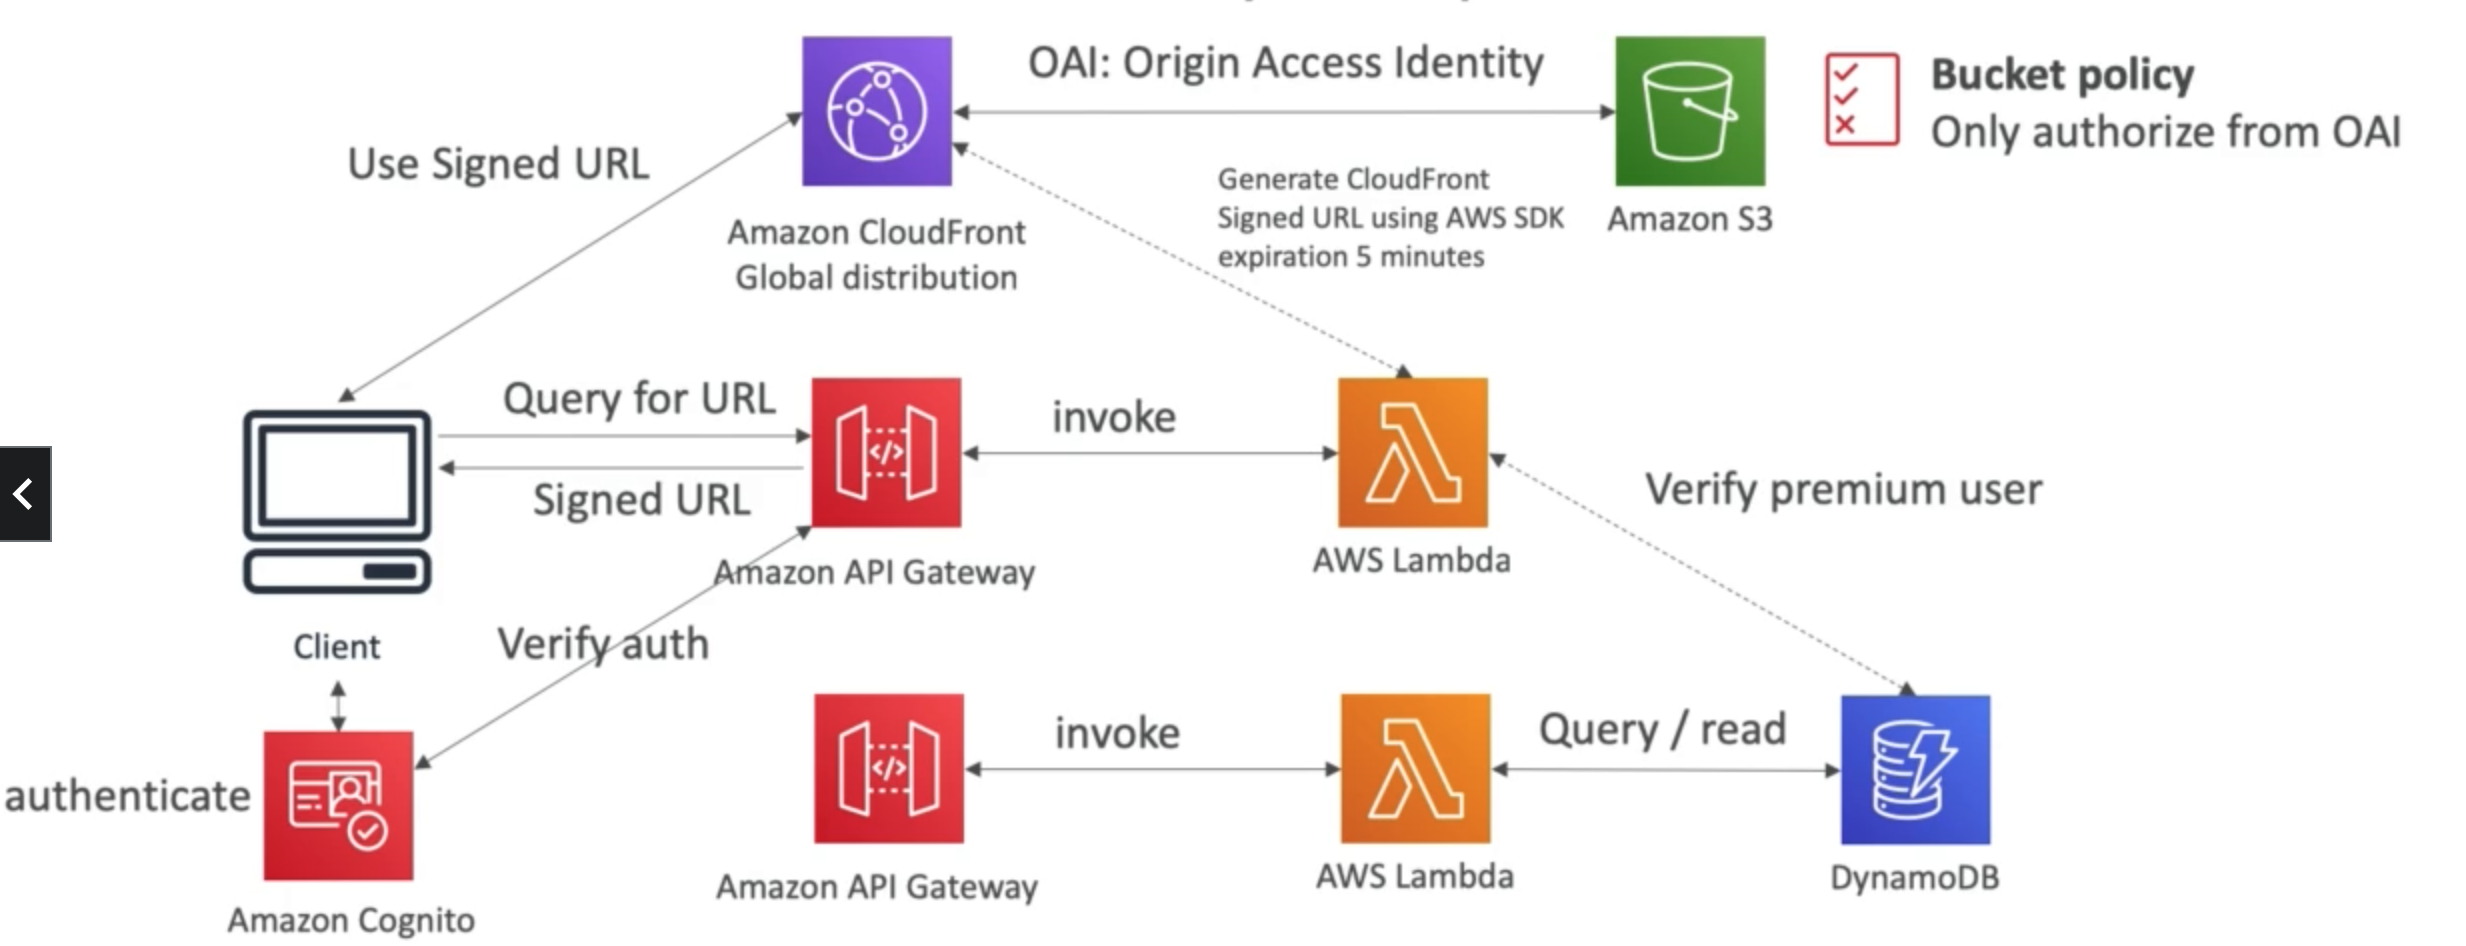 OAI: Origin Access Identity
Bucket policy
Only authorize from OAI
Use Signed URL
Generate CloudFront
Signed URL using AWS SDK
expiration 5 minutes
Amazon CloudFront
Global distribution
Amazon S3
Query for URL
Signed URL
</>
Amazon API Gateway
invoke
AWS Lambda
Verify premium user
Client
Verify auth
authenticate
Amazon Cognito
</>
Amazon API Gateway
invoke
AWS Lambda
Query / read
DynamoDB